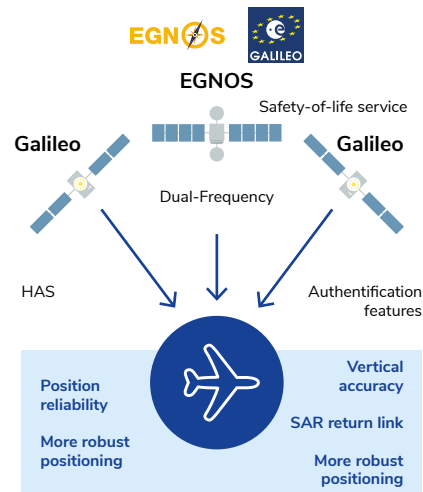 EGNOS
GALILEO
EGNOS
Safety-of-life service
Galileo
Galileo
Dual-Frequency
HAS
Authentification
features
Position
reliability
More robust
positioning
Vertical
accuracy
SAR return link
More robust
positioning